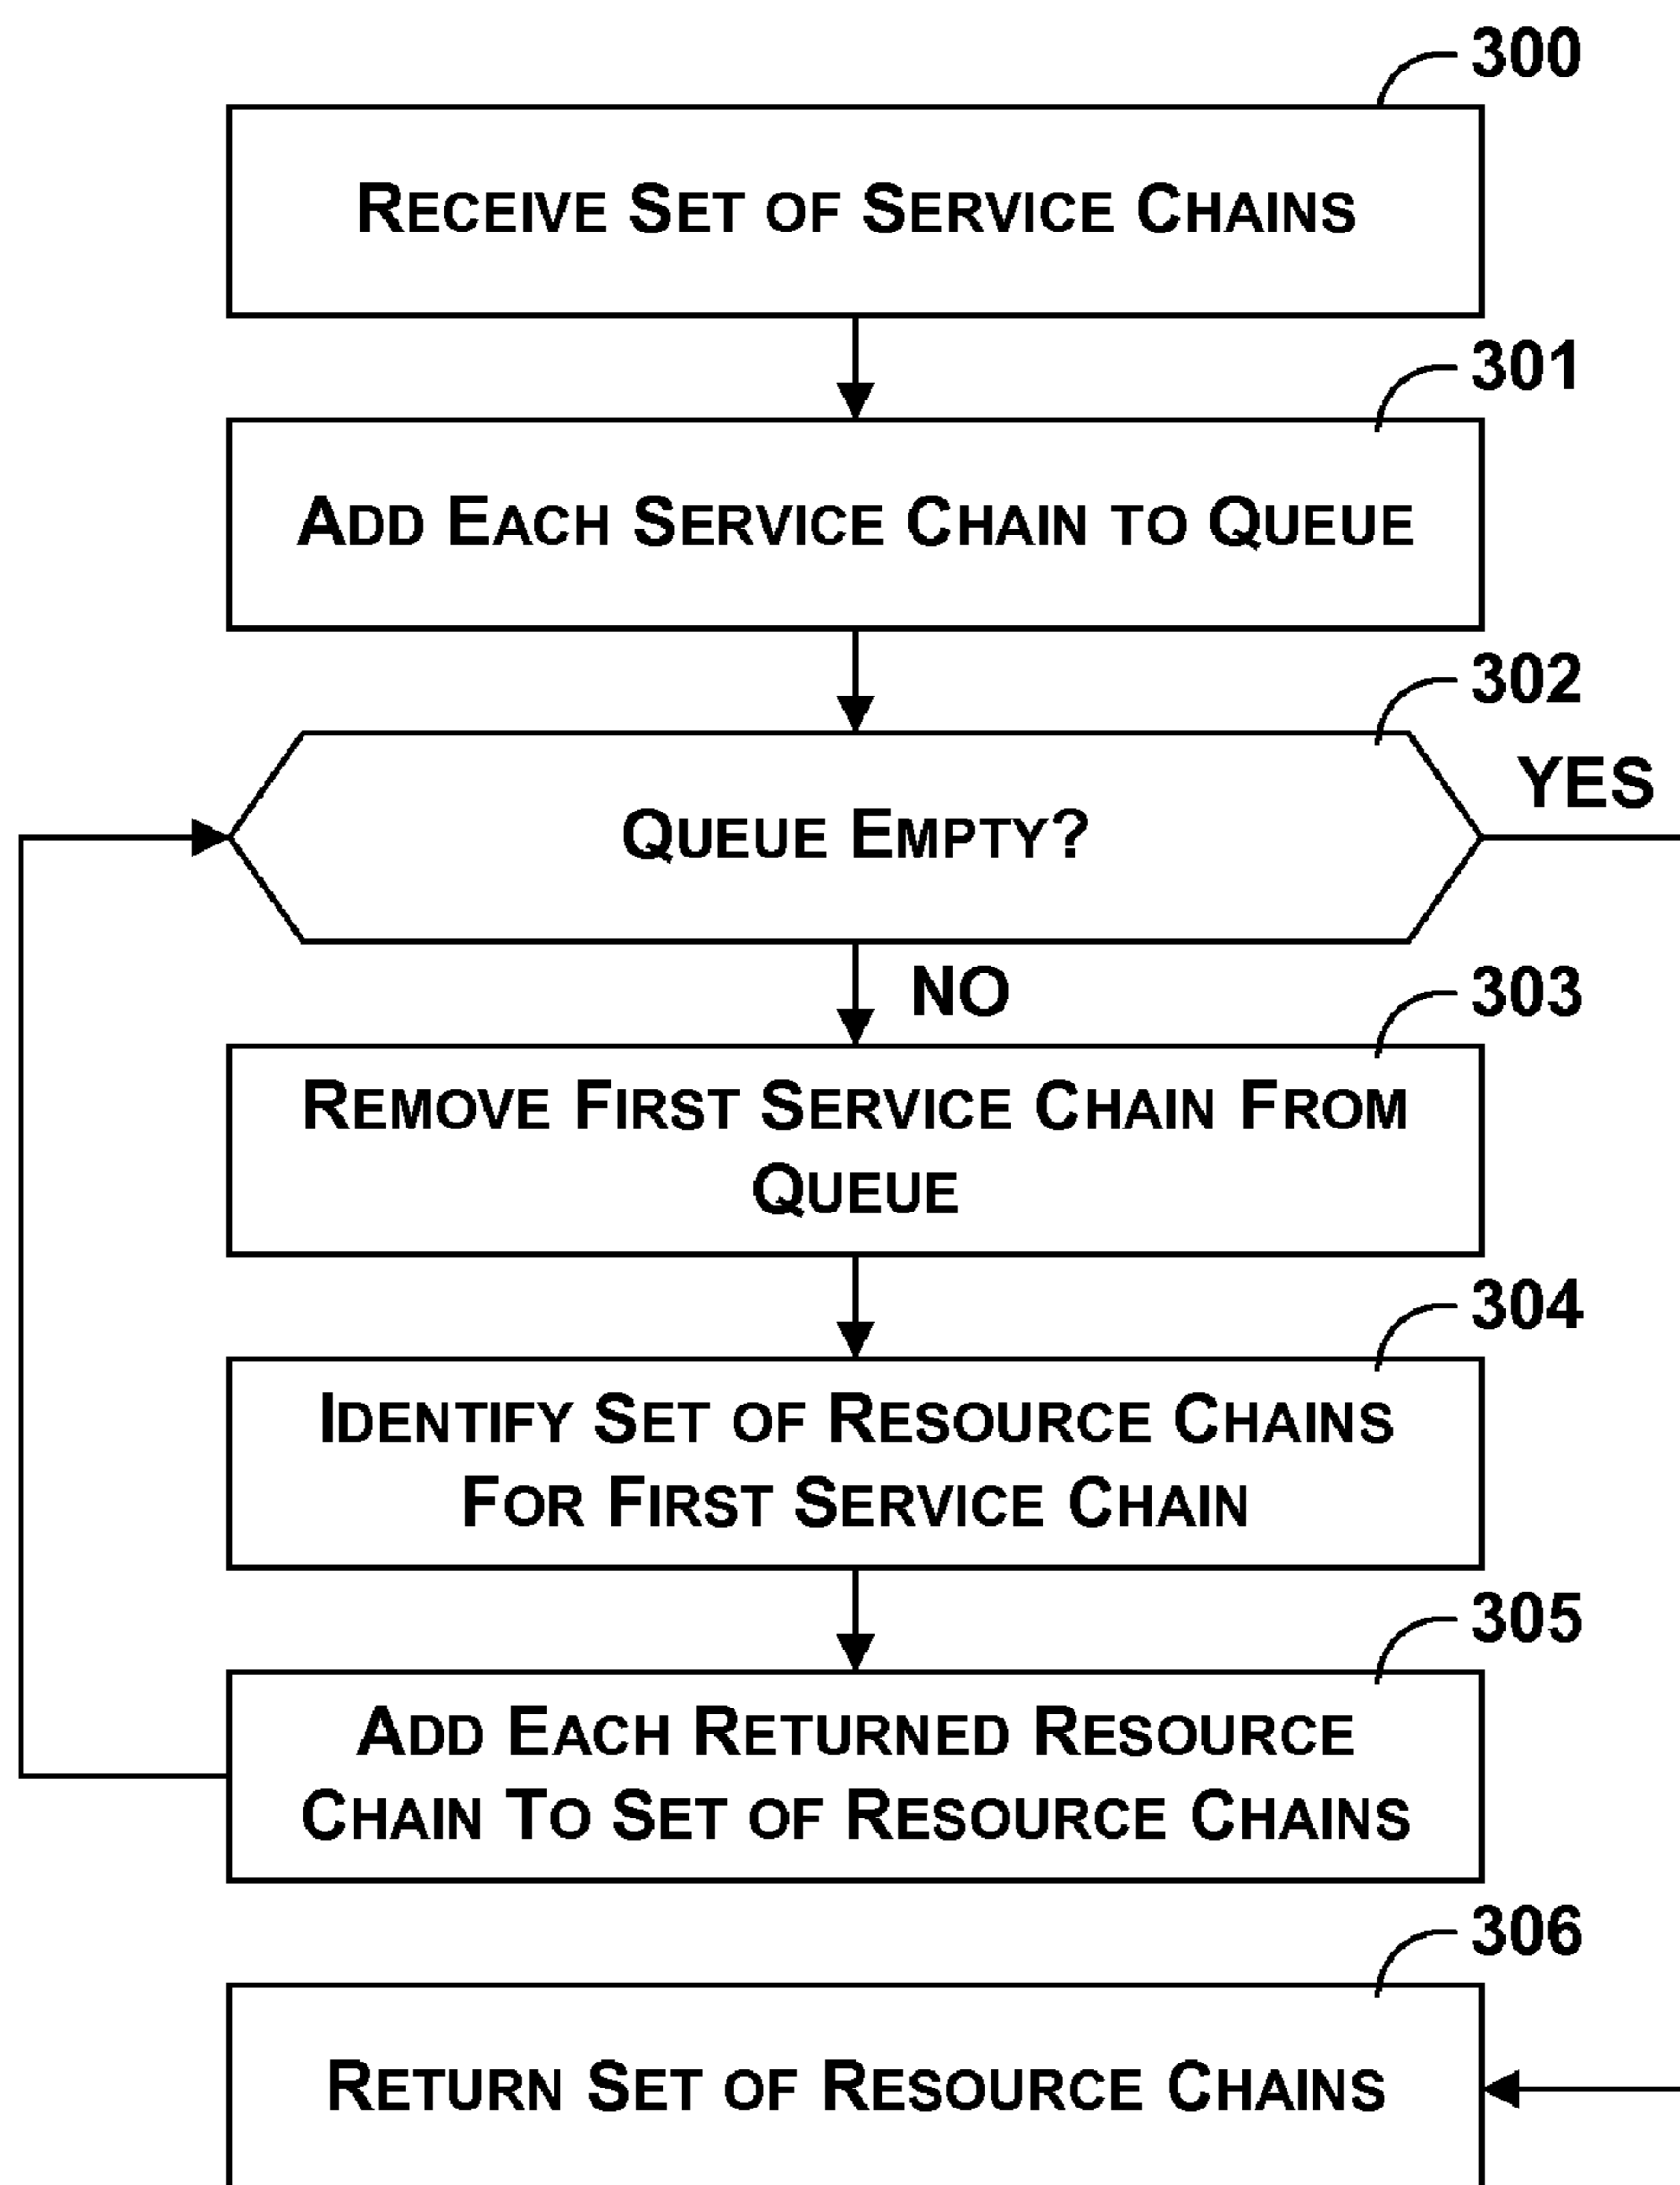 300
RECEIVE SET OF SERVICE CHAINS
301
ADD EACH SERVICE CHAIN TO QUEUE
302
YES
QUEUE EMPTY?
NO
303
REMOVE FIRST SERVICE CHAIN FROM
QUEUE
304
IDENTIFY SET OF RESOURCE CHAINS
FOR FIRST SERVICE CHAIN
305
ADD EACH RETURNED RESOURCE
CHAIN TO SET OF RESOURCE CHAINS
306
RETURN SET OF RESOURCE CHAINS